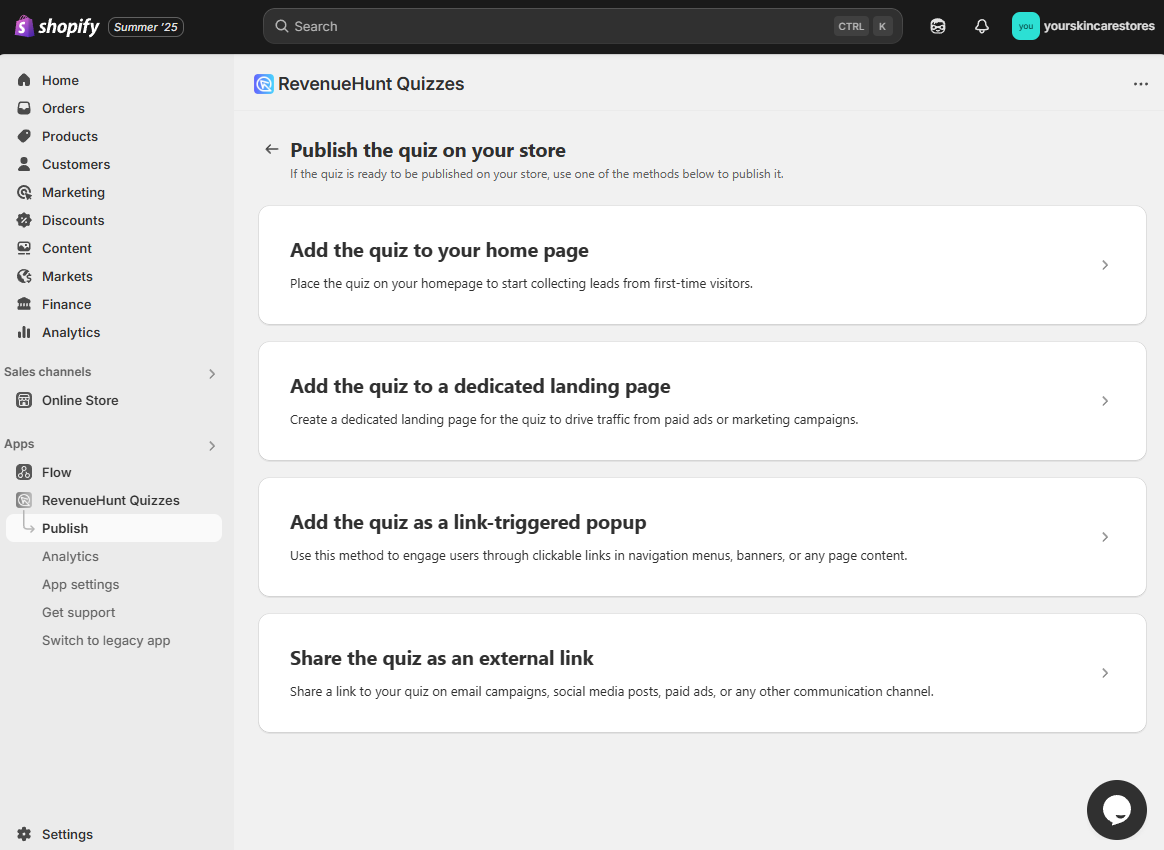 shopify
Summer '25
Search
CTRL K
you
yourskincarestores
Home
Orders
Products
Customers
Marketing
Discounts
Content
Markets
Finance
Analytics
Sales channels
Online Store
Apps
Flow
RevenueHunt Quizzes
Publish
Analytics
App settings
Get support
Switch to legacy app
Settings
RevenueHunt Quizzes
Publish the quiz on your store
If the quiz is ready to be published on your store, use one of the methods below to publish it.
Add the quiz to your home page
Place the quiz on your homepage to start collecting leads from first-time visitors.
Add the quiz to a dedicated landing page
Create a dedicated landing page for the quiz to drive traffic from paid ads or marketing campaigns.
Add the quiz as a link-triggered popup
Use this method to engage users through clickable links in navigation menus, banners, or any page content.
Share the quiz as an external link
Share a link to your quiz on email campaigns, social media posts, paid ads, or any other communication channel.